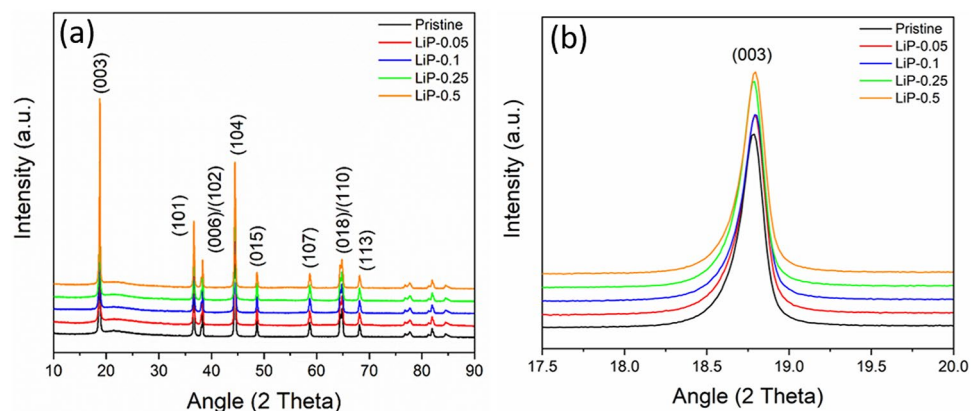 (a)
Pristine
LiP-0.05
LiP-0.1
LiP-0.25
LiP-0.5
(003)
(101)
(006)/(102)
(104)
(015)
(107)
(018)/(110)
(113)
Intensity (a.u.)
10 20 30 40 50 60 70 80 90
Angle (2 Theta)
(b)
(003)
Pristine
LiP-0.05
LiP-0.1
LiP-0.25
LiP-0.5
Intensity (a.u.)
17.5 18.0 18.5 19.0 19.5 20.0
Angle (2 Theta)